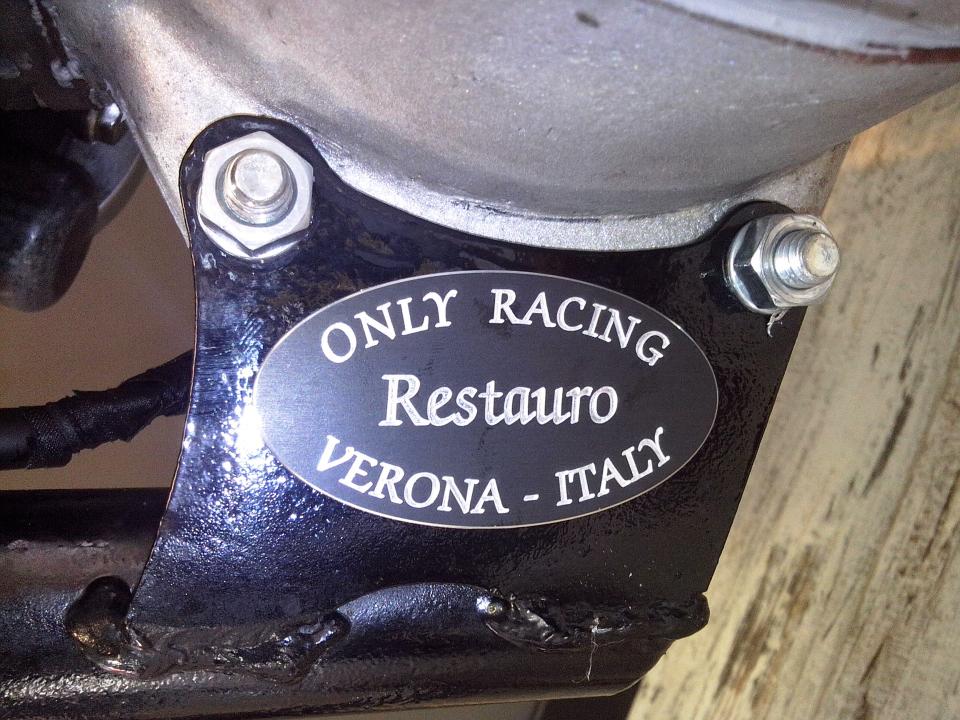 ONLY RACING
Restauro
VERONA - ITALY